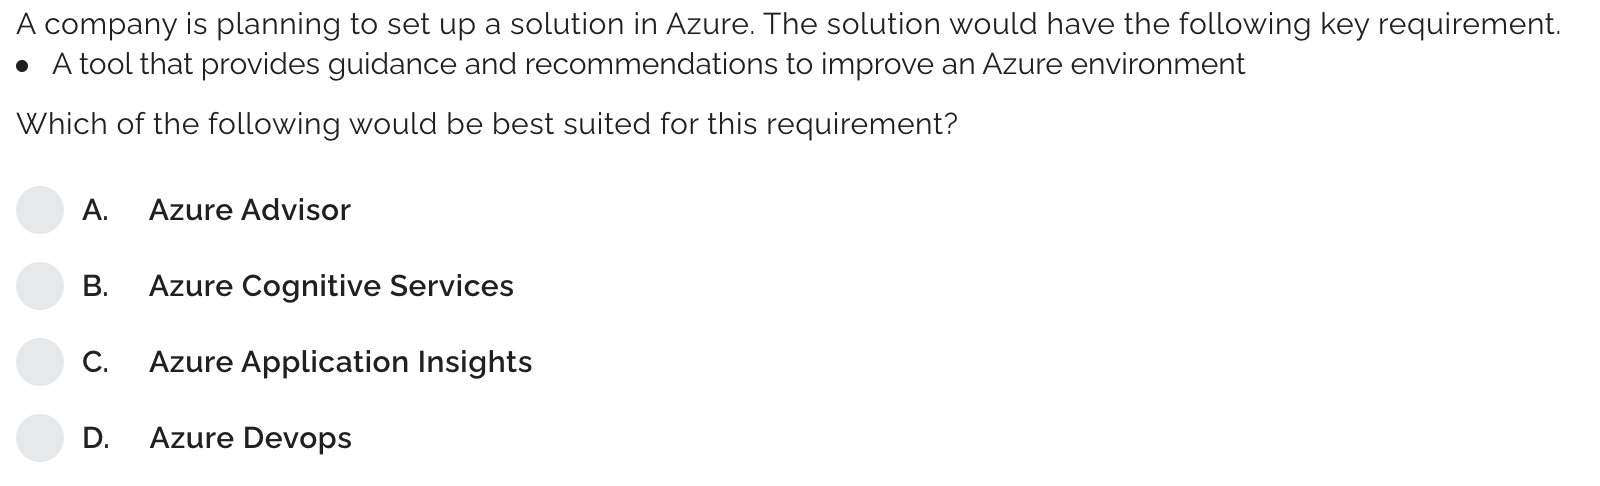 A company is planning to set up a solution in Azure. The solution would have the following key requirement.
• A tool that provides guidance and recommendations to improve an Azure environment
Which of the following would be best suited for this requirement?
A. Azure Advisor
B. Azure Cognitive Services
C. Azure Application Insights
D. Azure Devops